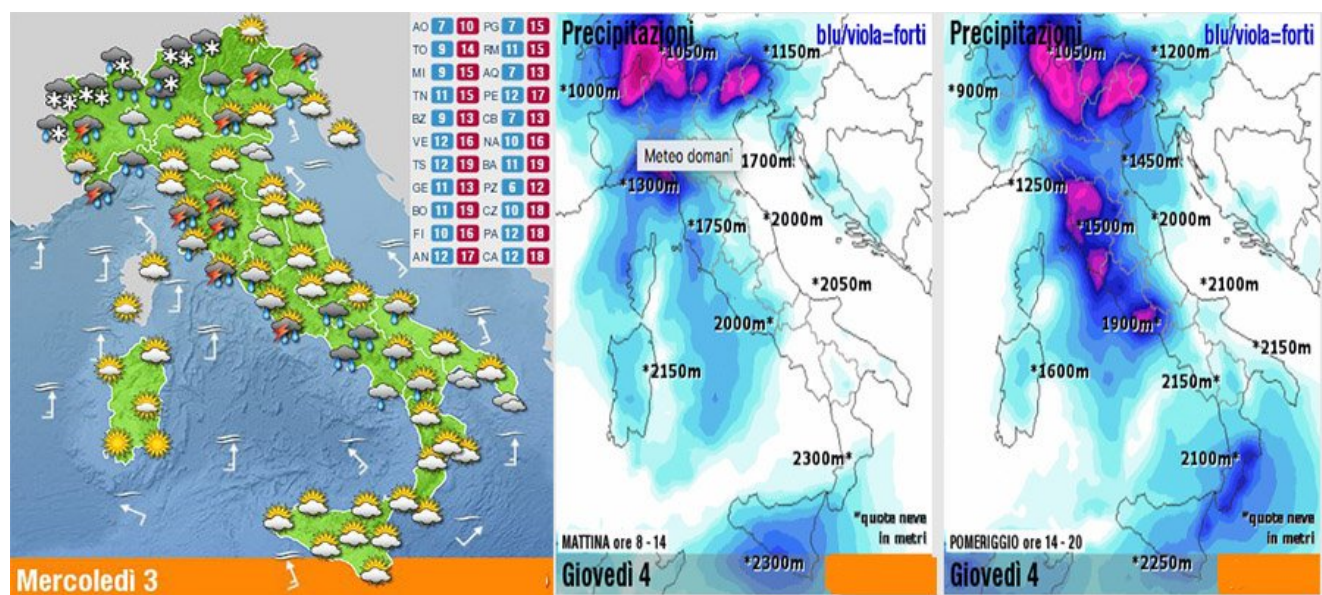 AO 7 10 PG 7 15
TO 9 14 RM 11 15
MI 9 15 AQ 7 13
TN 11 15 PE 12 17
BZ 9 13 CB 7 13
VE 12 16 NA 10 16
TS 12 19 BA 11 19
GE 11 13 PZ 6 12
BO 11 19 CZ 10 18
FI 10 16 PA 12 18
AN 12 17 CA 12 18
Mercoledì 3
Precipitazioni blu/viola=forti
*1050m *1150m
*1000m
Meteo domani
*1700m
*1300m
*1750m *2000m
*2050m
2000m*
*2150m
2300m*
*quote neve
in metri
MATTINA ore 8 - 14
*2300m
Giovedì 4
Precipitazioni blu/viola=forti
*1050m *1200m
*900m
*1450m
*1250m
*1500m *2000m
*2100m
1900m*
*2150m
*1600m 2150m*
2100m*
*quote neve
in metri
POMERIGGIO ore 14 - 20
*2250m
Giovedì 4